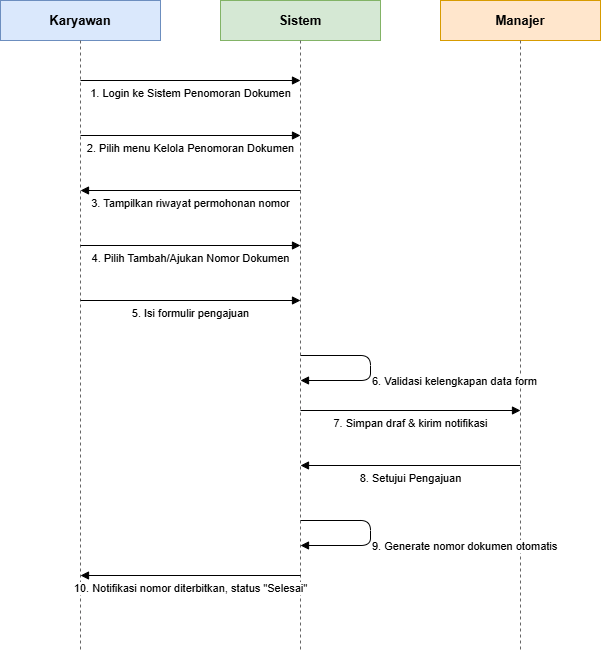 Karyawan
Sistem
Manajer
1. Login ke Sistem Penomoran Dokumen
2. Pilih menu Kelola Penomoran Dokumen
3. Tampilkan riwayat permohonan nomor
4. Pilih Tambah/Ajukan Nomor Dokumen
5. Isi formulir pengajuan
6. Validasi kelengkapan data form
7. Simpan draf & kirim notifikasi
8. Setujui Pengajuan
9. Generate nomor dokumen otomatis
10. Notifikasi nomor diterbitkan, status "Selesai"